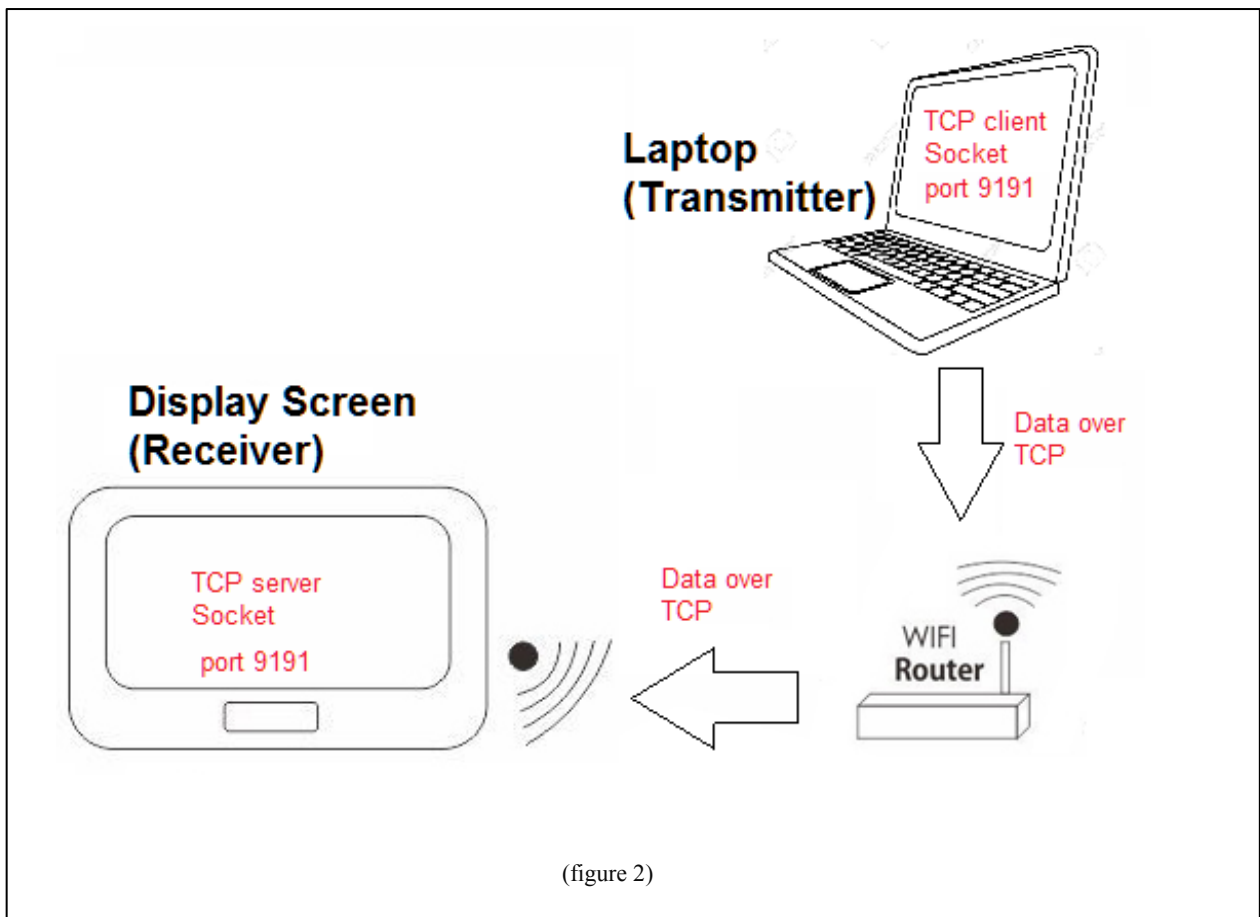 Laptop
(Transmitter)
TCP client
Socket
port 9191
Data over
TCP
Display Screen
(Receiver)
TCP server
Socket
port 9191
Data over
TCP
WIFI
Router
(figure 2)